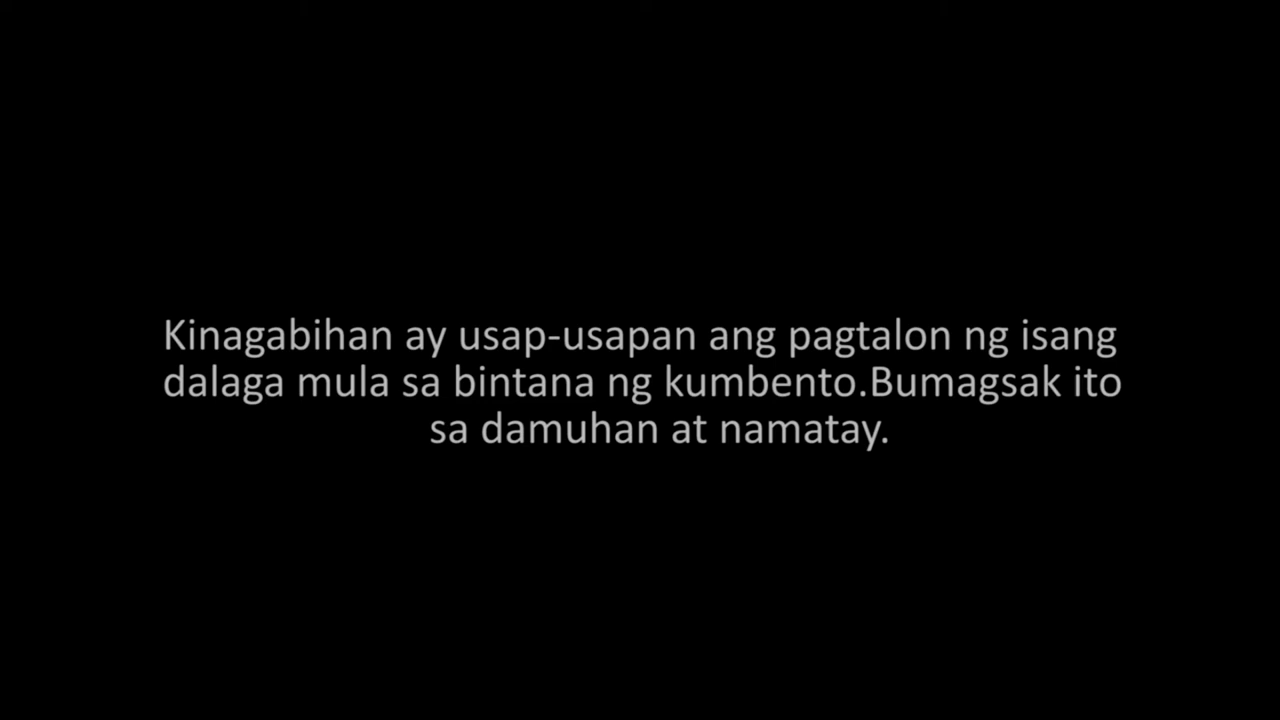 Kinagabihan ay usap-usapan ang pagtalon ng isang
dalaga mula sa bintana ng kumbento.Bumagsak ito
sa damuhan at namatay.